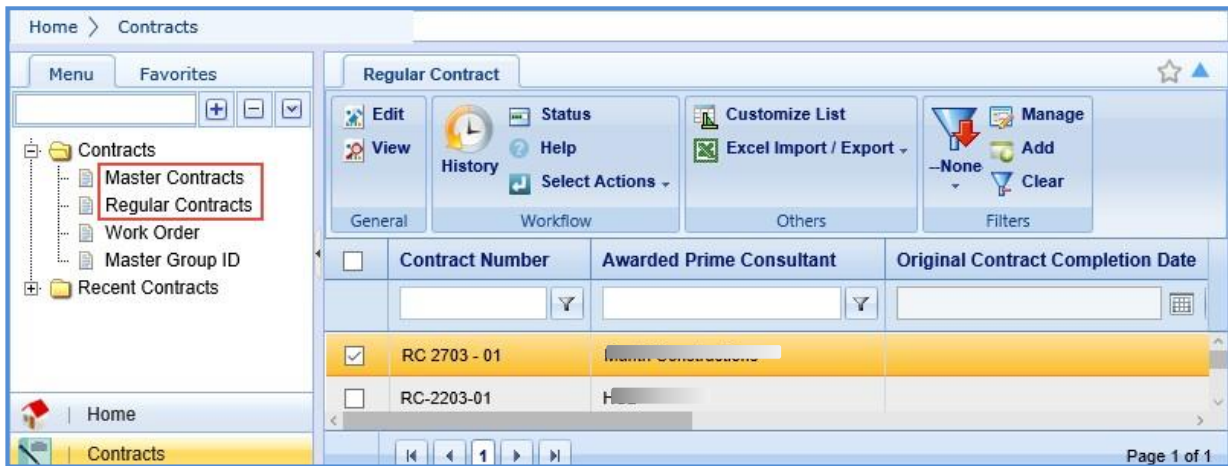 Home > Contracts
Menu Favorites
Contracts
Master Contracts
Regular Contracts
Work Order
Master Group ID
Recent Contracts
Home
Contracts
Regular Contract
Edit
View
General
History
Status
Help
Select Actions
Workflow
Customize List
Excel Import / Export
Others
--None
Manage
Add
Clear
Filters
Contract Number Awarded Prime Consultant Original Contract Completion Date
RC 2703 - 01
RC-2203-01
1
Page 1 of 1